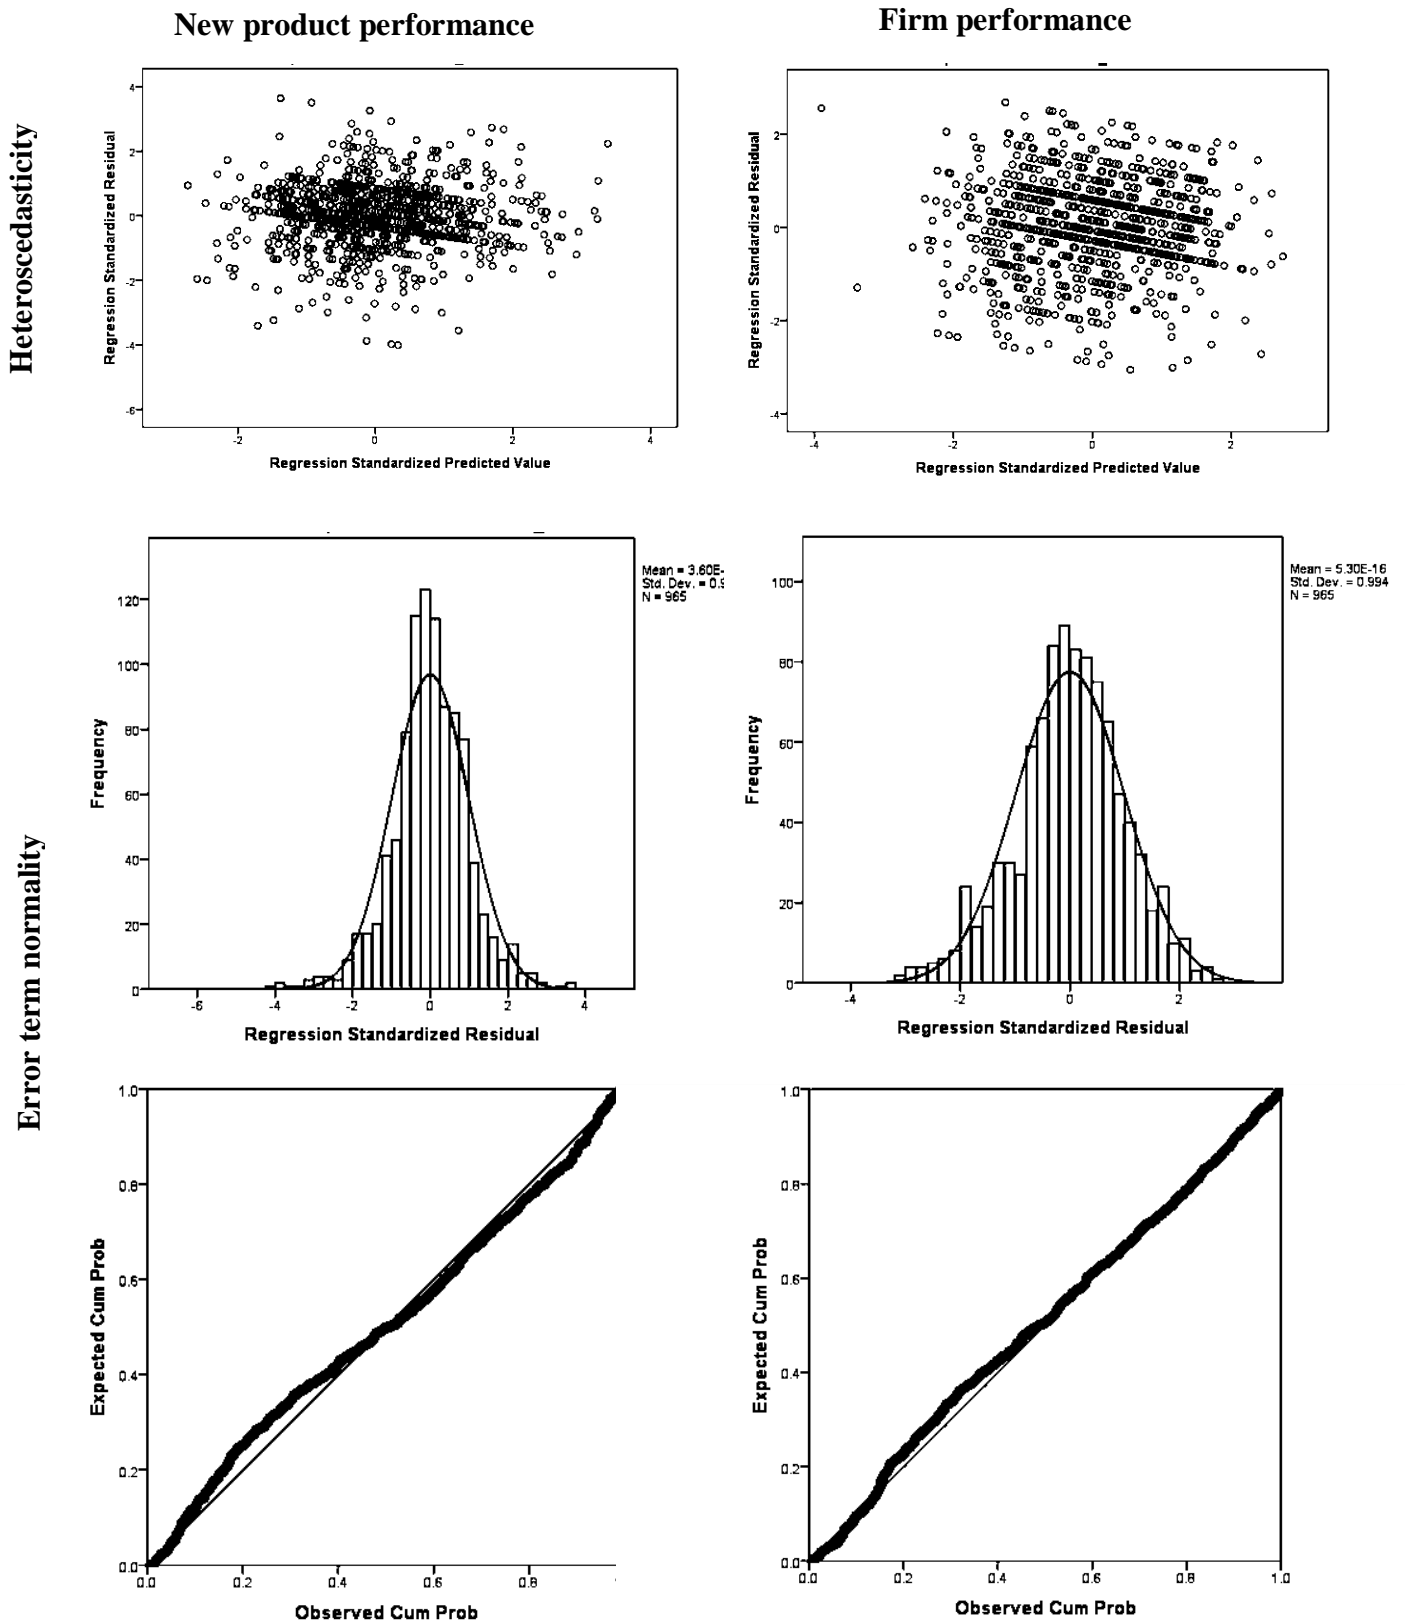 New product performance
Firm performance
Heteroscedasticity
Regression Standardized Residual
4
2
0
-2
-4
-6
-2
0
2
4
Regression Standardized Predicted Value
Regression Standardized Residual
2
0
-2
-4
-4
-2
0
2
Regression Standardized Predicted Value
Error term normality
Frequency
120
100
80
60
40
20
0
-6
-4
-2
0
2
4
Regression Standardized Residual
Mean = 3.60E-
Std. Dev. = 0.9
N = 965
Frequency
100
80
60
40
20
0
-4
-2
0
2
Regression Standardized Residual
Mean = 5.30E-16
Std. Dev. = 0.994
N = 965
Expected Cum Prob
1.0
0.8
0.6
0.4
0.2
0.0
0.0
0.2
0.4
0.6
0.8
Observed Cum Prob
Expected Cum Prob
1.0
0.8
0.6
0.4
0.2
0.0
0.0
0.2
0.4
0.6
0.8
1.0
Observed Cum Prob